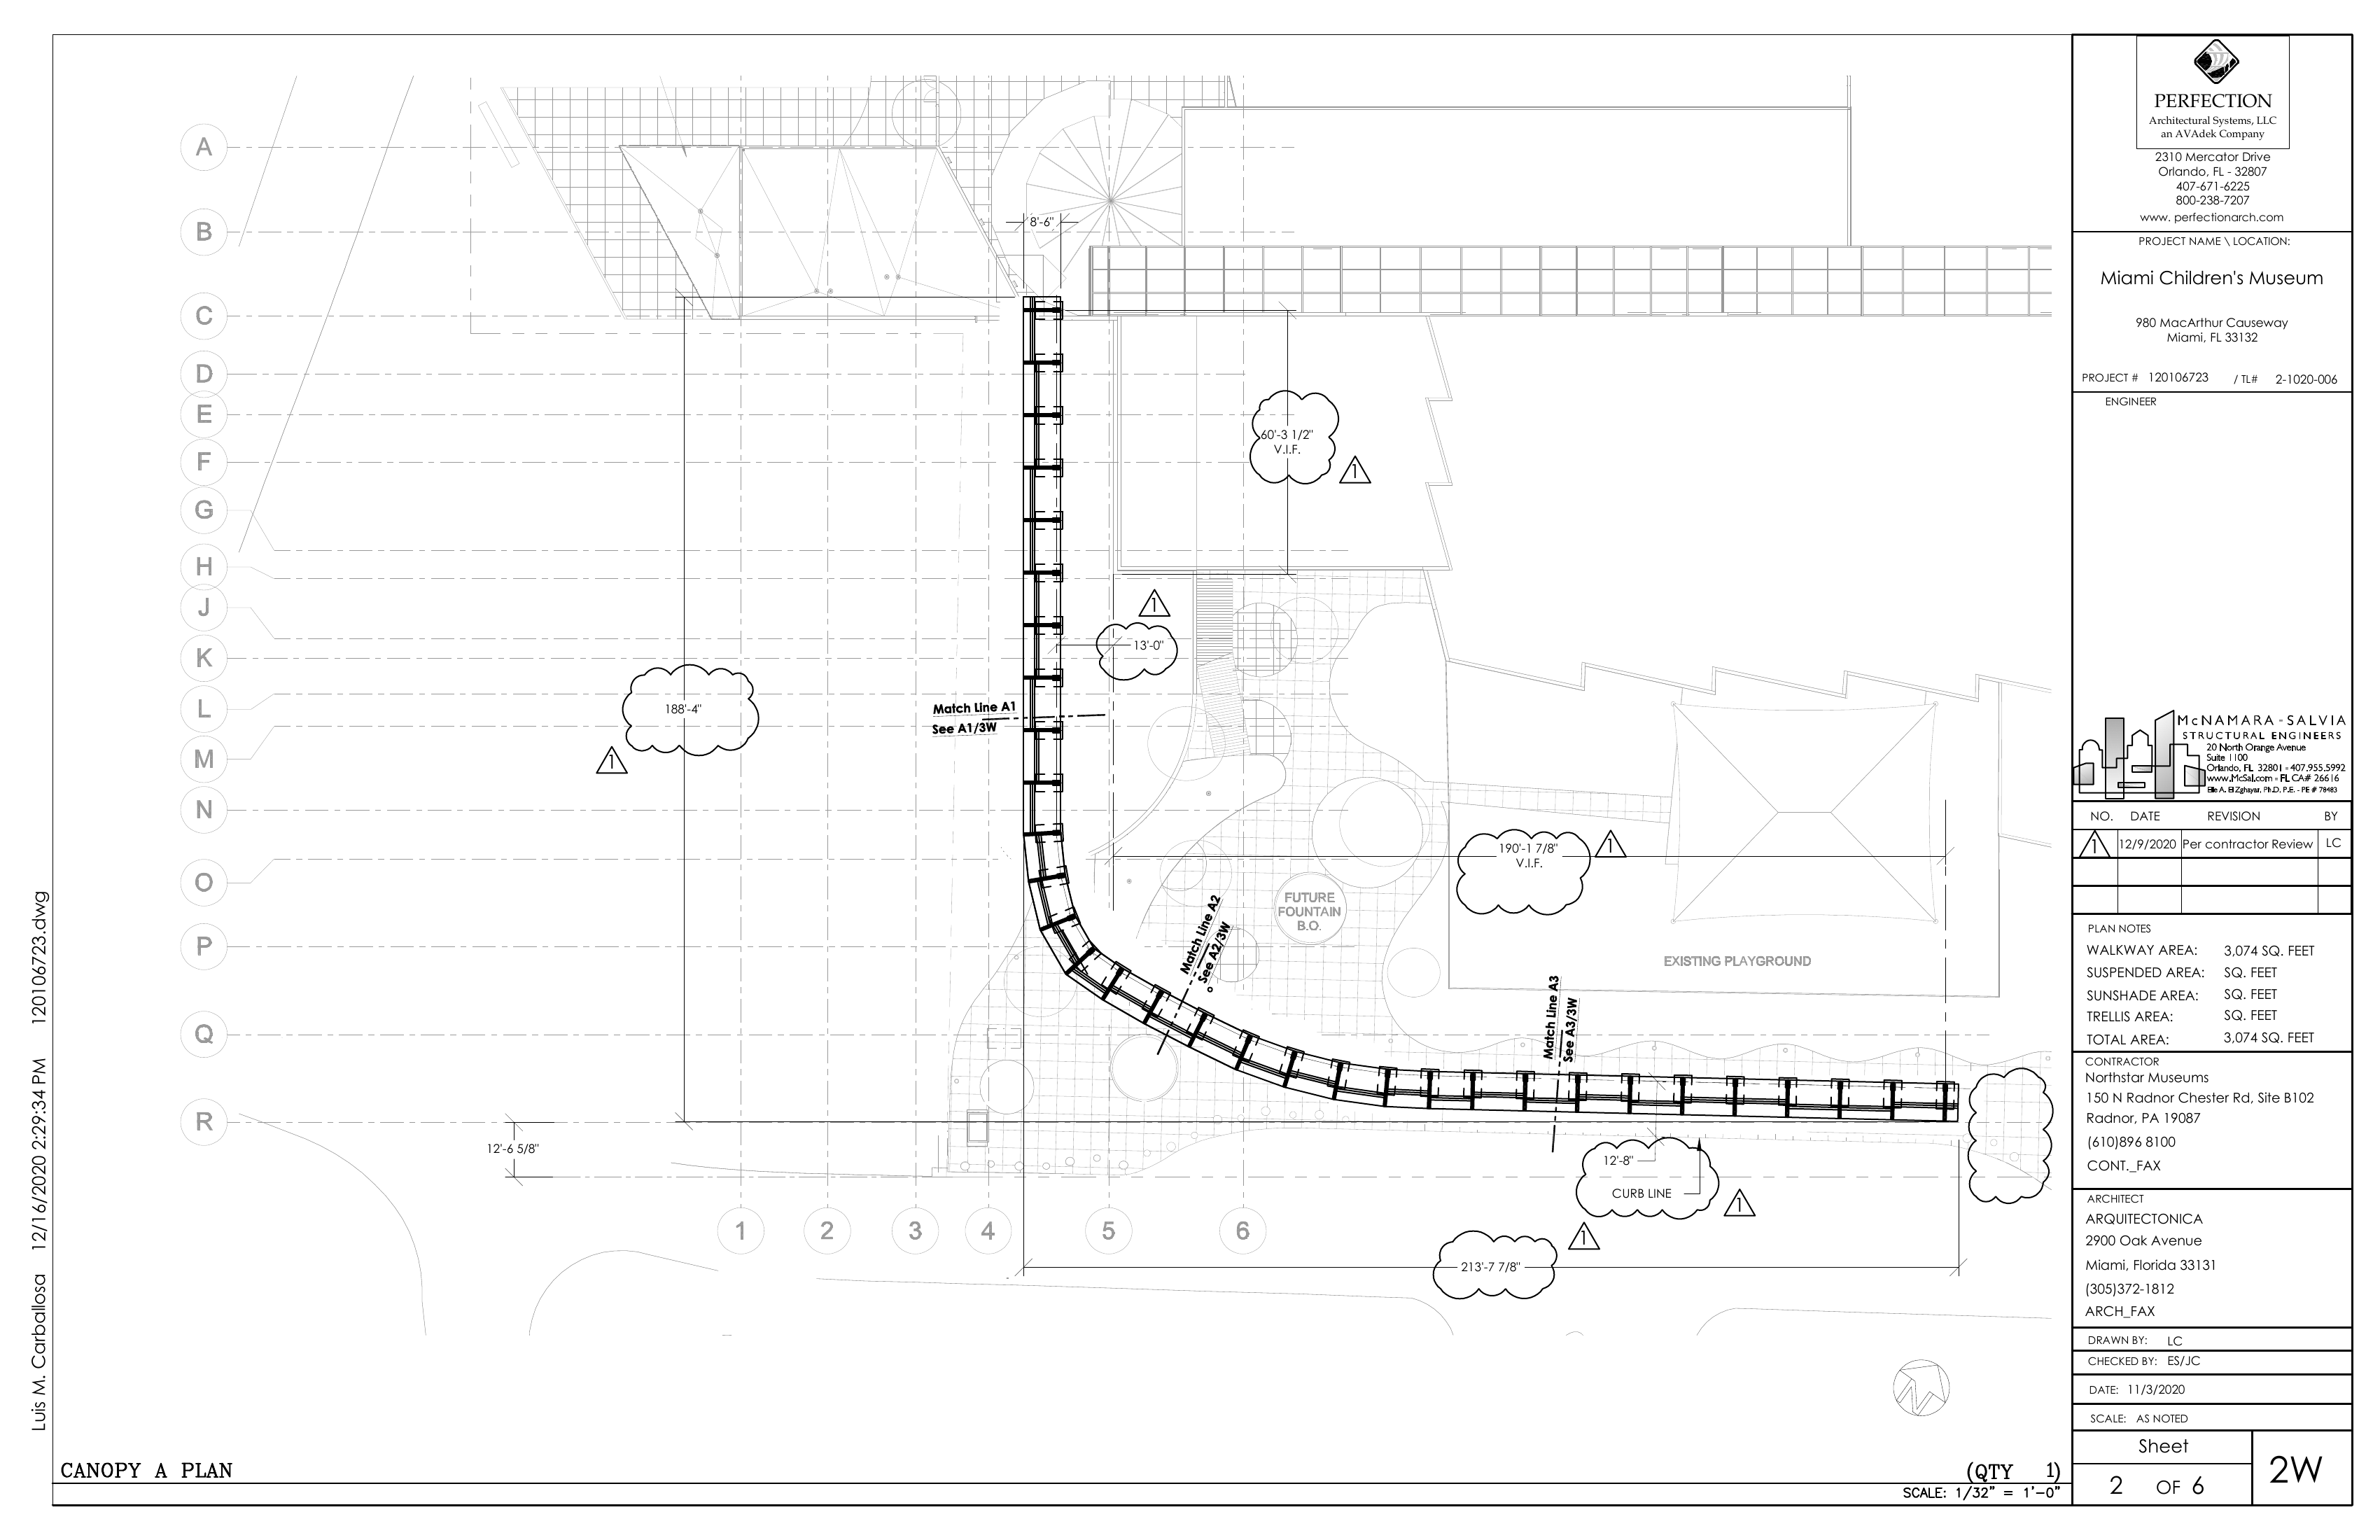 Luis M. Carballosa 12/16/2020 2:29:34 PM 120106723.dwg
A
B
C
D
E
F
G
H
J
K
L
M
N
O
P
Q
R
8'-6"
60'-3 1/2"
V.I.F.
1
1
13'-0"
188'-4"
1
Match Line A1
See A1/3W
190'-1 7/8"
V.I.F.
1
FUTURE
FOUNTAIN
B.O.
Match Line A2
See A2/3W
EXISTING PLAYGROUND
Match Line A3
See A3/3W
12'-6 5/8"
12'-8"
CURB LINE
1
1
213'-7 7/8"
1
2
3
4
5
6
CANOPY A PLAN
(QTY 1)
SCALE: 1/32" = 1'-0"
PERFECTION
Architectural Systems, LLC
an AVAdek Company
2310 Mercator Drive
Orlando, FL - 32807
407-671-6225
800-238-7207
www. perfectionarch.com
PROJECT NAME \ LOCATION:
Miami Children's Museum
980 MacArthur Causeway
Miami, FL 33132
PROJECT # 120106723 / TL# 2-1020-006
ENGINEER
McNAMARA-SALVIA
STRUCTURAL ENGINEERS
20 North Orange Avenue
Suite 1100
Orlando, FL 32801 • 407.955.5992
www.McSal.com • FL CA# 26616
Elie A. El Zghayar, Ph.D. P.E. - PE # 78483
NO. DATE REVISION BY
1 12/9/2020 Per contractor Review LC
PLAN NOTES
WALKWAY AREA: 3,074 SQ. FEET
SUSPENDED AREA: SQ. FEET
SUNSHADE AREA: SQ. FEET
TRELLIS AREA: SQ. FEET
TOTAL AREA: 3,074 SQ. FEET
CONTRACTOR
Northstar Museums
150 N Radnor Chester Rd, Site B102
Radnor, PA 19087
(610)896 8100
CONT._FAX
ARCHITECT
ARQUITECTONICA
2900 Oak Avenue
Miami, Florida 33131
(305)372-1812
ARCH_FAX
DRAWN BY: LC
CHECKED BY: ES/JC
DATE: 11/3/2020
SCALE: AS NOTED
Sheet
2 OF 6
2W